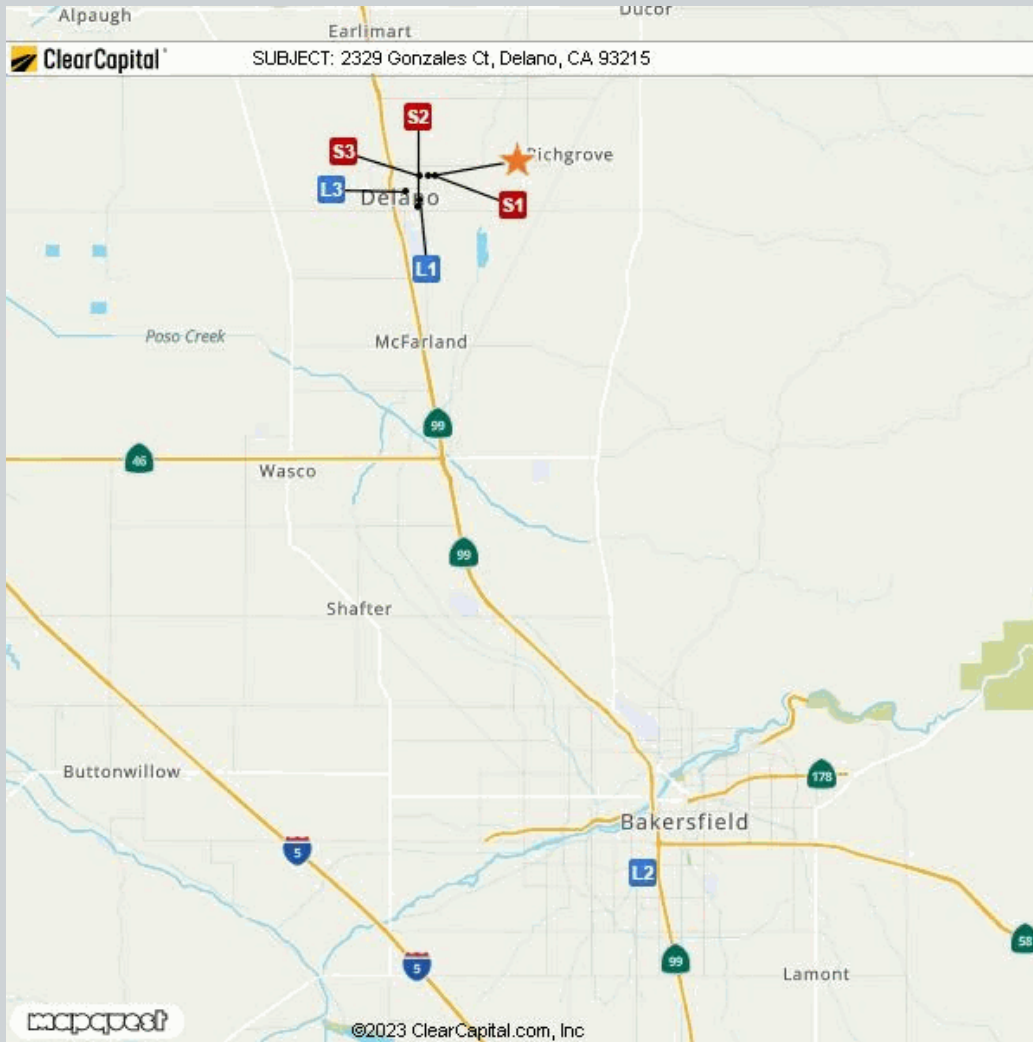 Alpaugh
Ducor
Earlimart
ClearCapital®
SUBJECT: 2329 Gonzales Ct, Delano, CA 93215
S2
S3
Richgrove
L3
Delano
S1
L1
Poso Creek
McFarland
99
46
Wasco
99
Shafter
Buttonwillow
178
Bakersfield
5
L2
58
99
5
Lamont
mapquest
©2023 ClearCapital.com, Inc